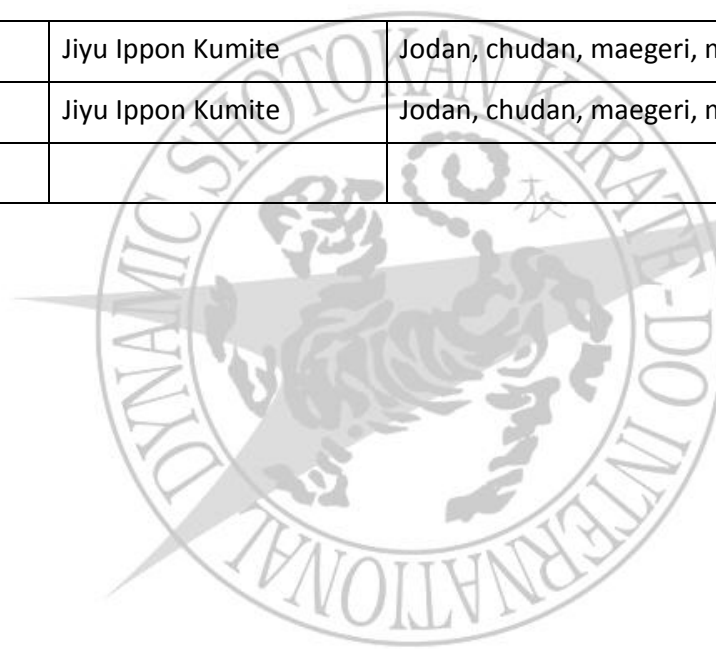 Jiyu Ippon Kumite Jodan, chudan, maegeri,
Jiyu Ippon Kumite Jodan, chudan, maegeri,
DYNAMIC SHOTOKAN KARATE-DO INTERNATIONAL